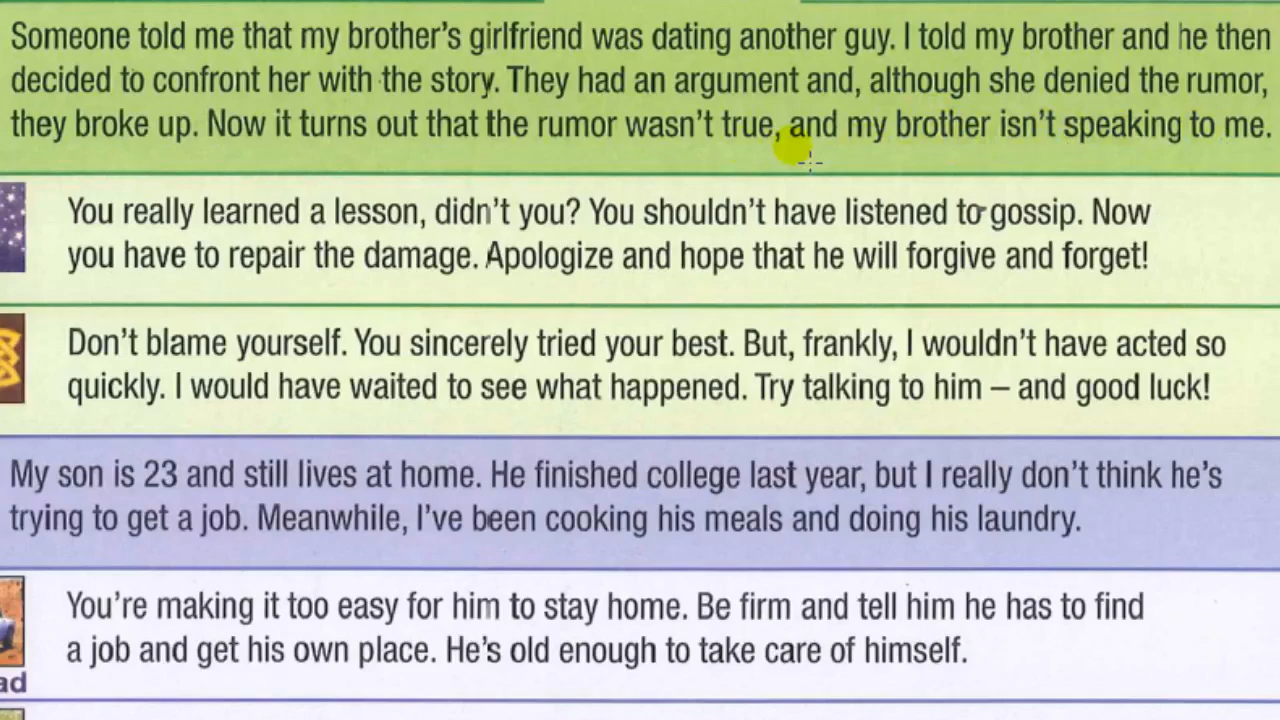 Someone told me that my brother's girlfriend was dating another guy. I told my brother and he then
decided to confront her with the story. They had an argument and, although she denied the rumor,
they broke up. Now it turns out that the rumor wasn't true, and my brother isn't speaking to me.
You really learned a lesson, didn't you? You shouldn't have listened to gossip. Now
you have to repair the damage. Apologize and hope that he will forgive and forget!
Don't blame yourself. You sincerely tried your best. But, frankly, I wouldn't have acted so
quickly. I would have waited to see what happened. Try talking to him – and good luck!
My son is 23 and still lives at home. He finished college last year, but I really don't think he's
trying to get a job. Meanwhile, I've been cooking his meals and doing his laundry.
You're making it too easy for him to stay home. Be firm and tell him he has to find
a job and get his own place. He's old enough to take care of himself.
ad